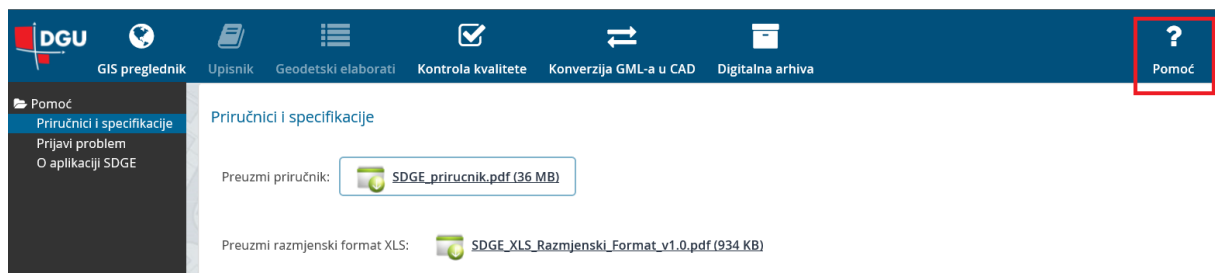 DGU
GIS preglednik
Upisnik
Geodetski elaborati
Kontrola kvalitete
Konverzija GML-a u CAD
Digitalna arhiva
?
Pomoć
Pomoć
Priručnici i specifikacije
Prijavi problem
O aplikaciji SDGE
Priručnici i specifikacije
Preuzmi priručnik: SDGE_prirucnik.pdf (36 MB)
Preuzmi razmjenski format XLS: SDGE_XLS_Razmjenski_Format_v1.0.pdf (934 KB)